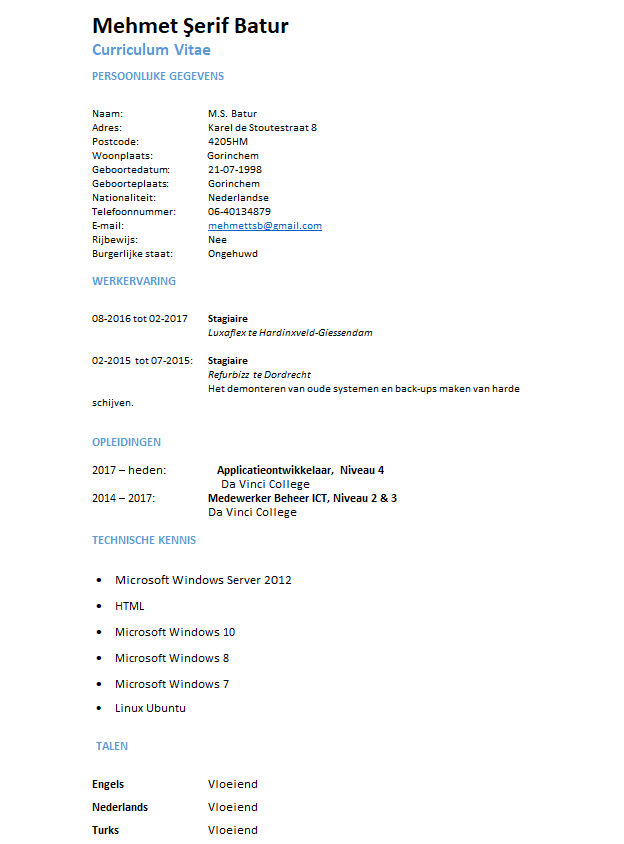 Mehmet Şerif Batur
Curriculum Vitae
PERSOONLIJKE GEGEVENS
Naam: M.S. Batur
Adres: Karel de Stoutestraat 8
Postcode: 4205HM
Woonplaats: Gorinchem
Geboortedatum: 21-07-1998
Geboorteplaats: Gorinchem
Nationaliteit: Nederlandse
Telefoonnummer: 06-40134879
E-mail: mehmettsb@gmail.com
Rijbewijs: Nee
Burgerlijke staat: Ongehuwd
WERKERVARING
08-2016 tot 02-2017 Stagiaire
Luxaflex te Hardinxveld-Giessendam
02-2015 tot 07-2015: Stagiaire
Refurbizz te Dordrecht
Het demonteren van oude systemen en back-ups maken van harde
schijven.
OPLEIDINGEN
2017 – heden: Applicatieontwikkelaar, Niveau 4
Da Vinci College
2014 – 2017: Medewerker Beheer ICT, Niveau 2 & 3
Da Vinci College
TECHNISCHE KENNIS
• Microsoft Windows Server 2012
• HTML
• Microsoft Windows 10
• Microsoft Windows 8
• Microsoft Windows 7
• Linux Ubuntu
TALEN
Engels Vloeiend
Nederlands Vloeiend
Turks Vloeiend